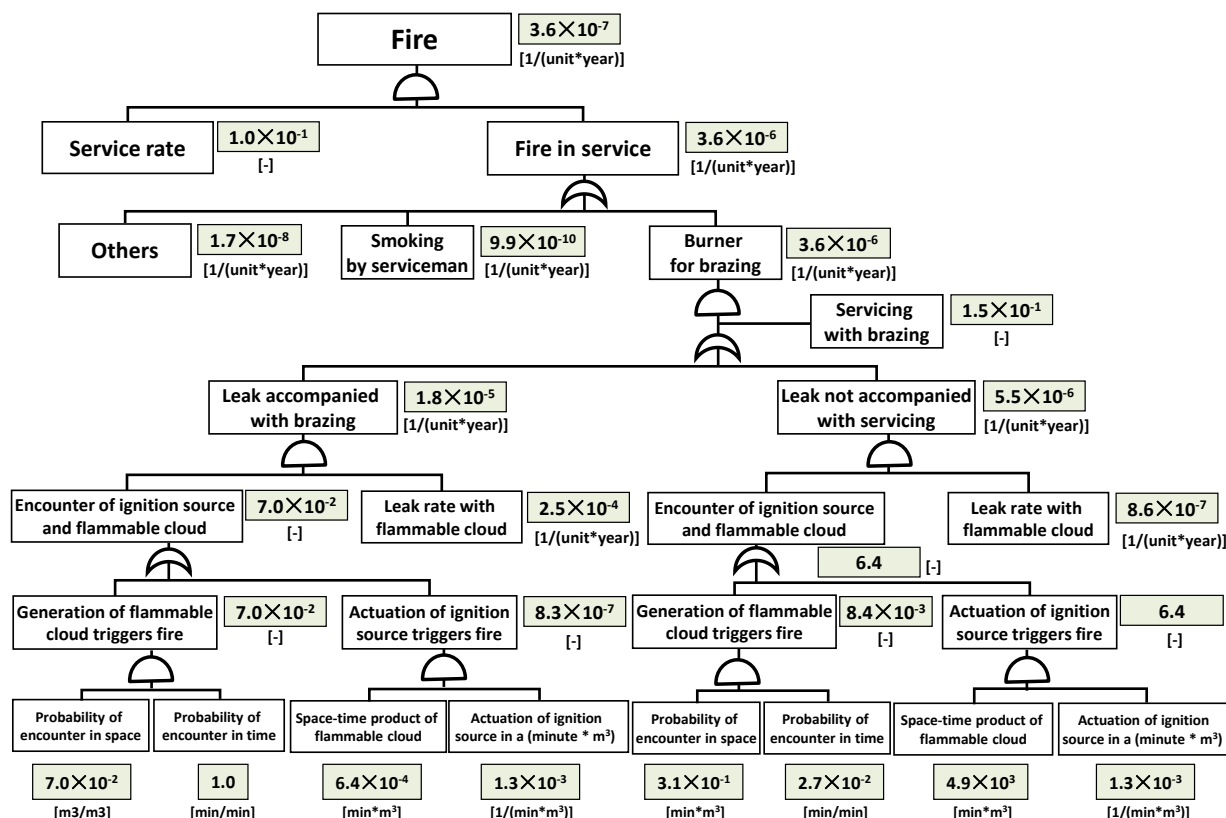 Fire
3.6×10⁻⁷
[1/(unit*year)]
Service rate
1.0×10⁻¹
[-]
Fire in service
3.6×10⁻⁶
[1/(unit*year)]
Others
1.7×10⁻⁸
[1/(unit*year)]
Smoking
by serviceman
9.9×10⁻¹⁰
[1/(unit*year)]
Burner
for brazing
3.6×10⁻⁶
[1/(unit*year)]
Servicing
with brazing
1.5×10⁻¹
[-]
Leak accompanied
with brazing
1.8×10⁻⁵
[1/(unit*year)]
Leak not accompanied
with servicing
5.5×10⁻⁶
[1/(unit*year)]
Encounter of ignition source
and flammable cloud
7.0×10⁻²
[-]
Leak rate with
flammable cloud
2.5×10⁻⁴
[1/(unit*year)]
Encounter of ignition source
and flammable cloud
6.4
[-]
Leak rate with
flammable cloud
8.6×10⁻⁷
[1/(unit*year)]
Generation of flammable
cloud triggers fire
7.0×10⁻²
[-]
Actuation of ignition
source triggers fire
8.3×10⁻⁷
[-]
Generation of flammable
cloud triggers fire
8.4×10⁻³
[-]
Actuation of ignition
source triggers fire
6.4
[-]
Probability of
encounter in space
7.0×10⁻²
[m3/m3]
Probability of
encounter in time
1.0
[min/min]
Space-time product of
flammable cloud
6.4×10⁻⁴
[min*m³]
Actuation of ignition
source in a (minute * m³)
1.3×10⁻³
[1/(min*m³)]
Probability of
encounter in space
3.1×10⁻¹
[min*m³]
Probability of
encounter in time
2.7×10⁻²
[min/min]
Space-time product of
flammable cloud
4.9×10³
[min*m³]
Actuation of ignition
source in a (minute * m³)
1.3×10⁻³
[1/(min*m³)]